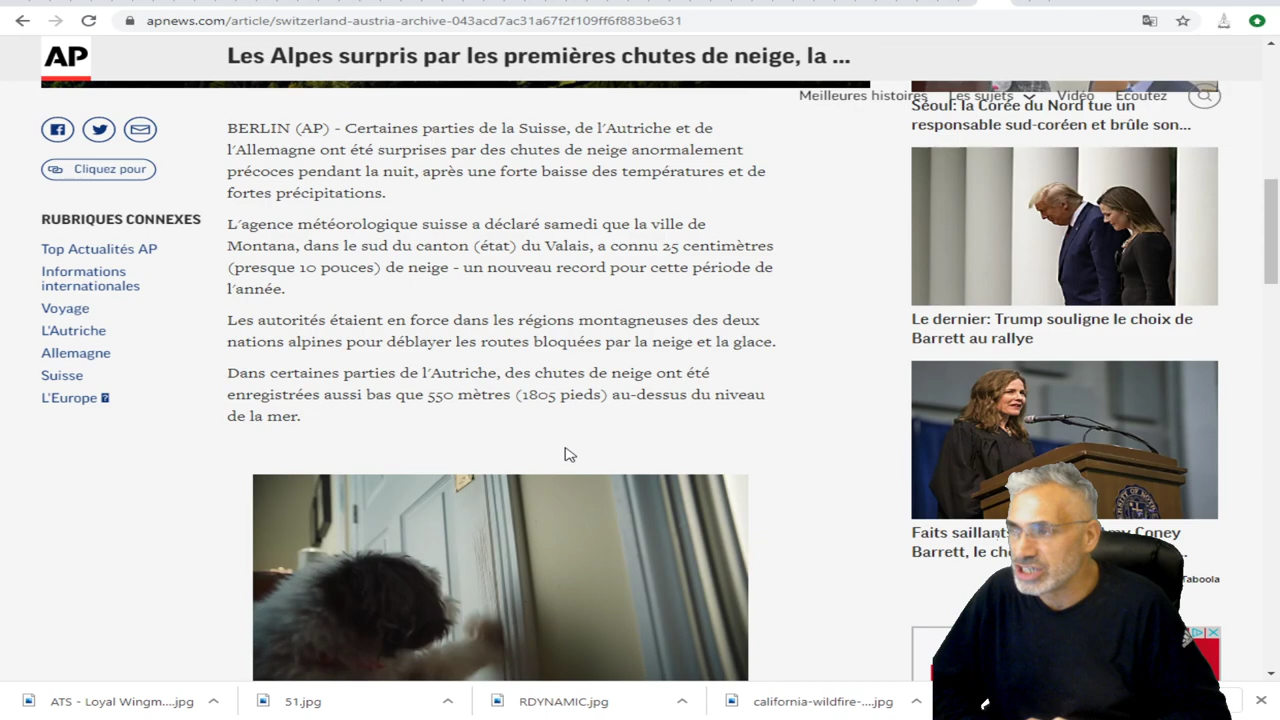 apnews.com/article/switzerland-austria-archive-043acd7ac31a67f2f109ff6f883be631
AP
Les Alpes surpris par les premières chutes de neige, la ...
Meilleures histoires
Les sujets
Vidéo
Écoutez
Cliquez pour
RUBRIQUES CONNEXES
Top Actualités AP
Informations
internationales
Voyage
L'Autriche
Allemagne
Suisse
L'Europe
BERLIN (AP) - Certaines parties de la Suisse, de l'Autriche et de
l'Allemagne ont été surprises par des chutes de neige anormalement
précoces pendant la nuit, après une forte baisse des températures et de
fortes précipitations.
L'agence météorologique suisse a déclaré samedi que la ville de
Montana, dans le sud du canton (état) du Valais, a connu 25 centimètres
(presque 10 pouces) de neige - un nouveau record pour cette période de
l'année.
Les autorités étaient en force dans les régions montagneuses des deux
nations alpines pour déblayer les routes bloquées par la neige et la glace.
Dans certaines parties de l'Autriche, des chutes de neige ont été
enregistrées aussi bas que 550 mètres (1805 pieds) au-dessus du niveau
de la mer.
Séoul: la Corée du Nord tue un
responsable sud-coréen et brûle son...
Le dernier: Trump souligne le choix de
Barrett au rallye
Faits saillants Coney
Barrett, le
Taboola
ATS - Loyal Wingm....jpg
51.jpg
RDYNAMIC.jpg
california-wildfire-....jpg